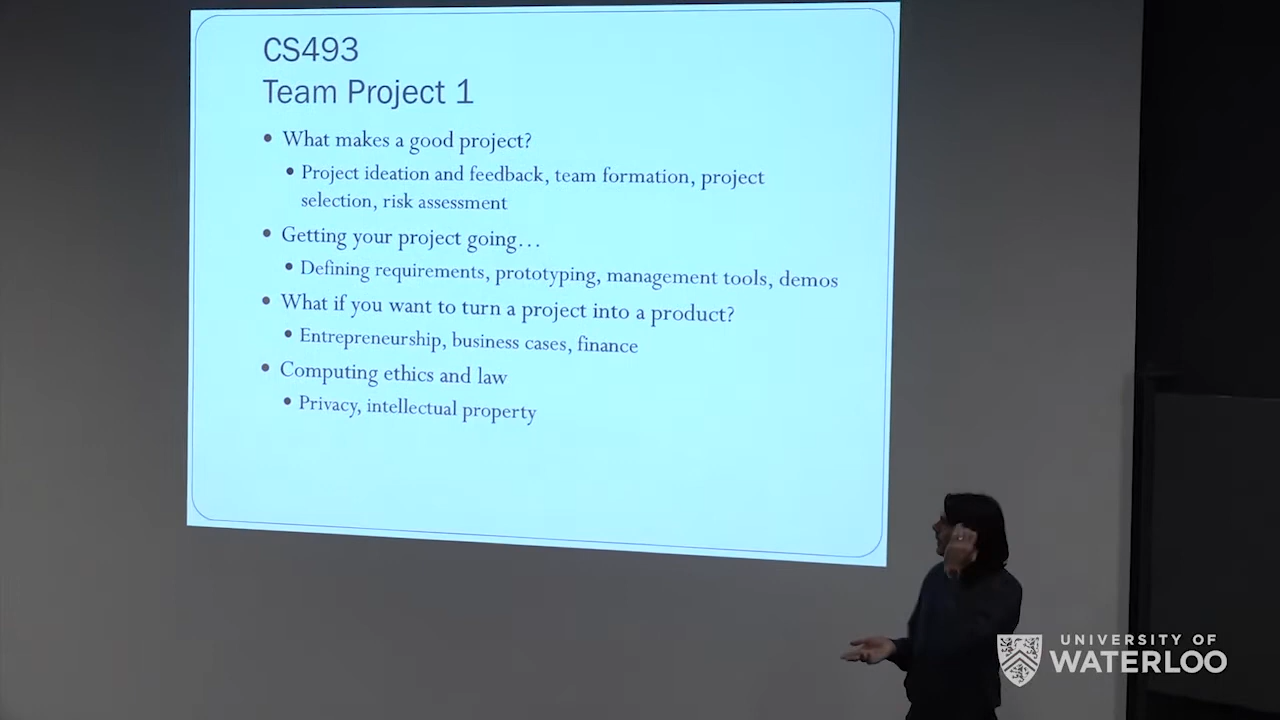 CS493
Team Project 1
• What makes a good project?
• Project ideation and feedback, team formation, project
selection, risk assessment
• Getting your project going…
• Defining requirements, prototyping, management tools, demos
• What if you want to turn a project into a product?
• Entrepreneurship, business cases, finance
• Computing ethics and law
• Privacy, intellectual property
UNIVERSITY OF
WATERLOO